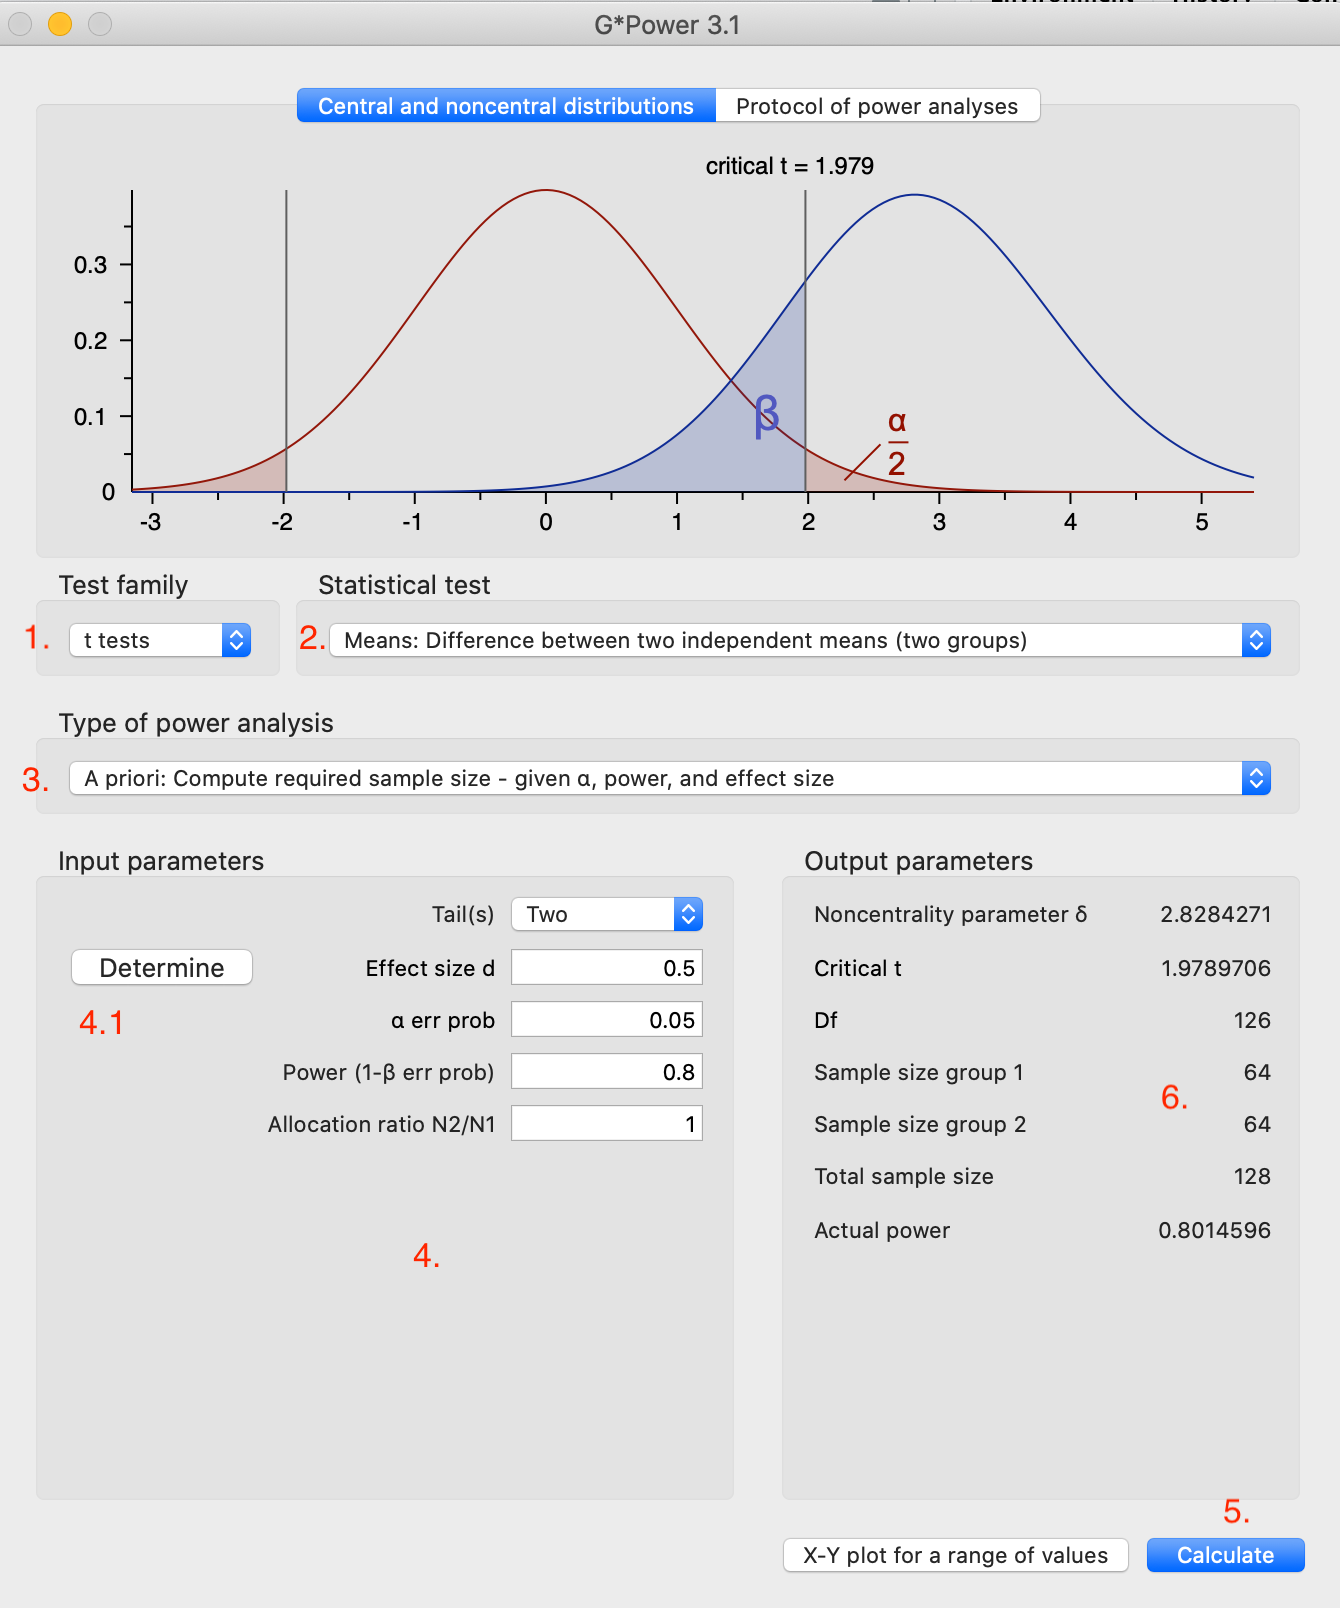 G*Power 3.1
Central and noncentral distributions
Protocol of power analyses
critical t = 1.979
0.3
0.2
0.1
0
β
α
2
-3 -2 -1 0 1 2 3 4 5
Test family
Statistical test
1. t tests
2. Means: Difference between two independent means (two groups)
Type of power analysis
3. A priori: Compute required sample size - given α, power, and effect size
Input parameters
Tail(s) Two
Determine
Effect size d 0.5
4.1
α err prob 0.05
Power (1-β err prob) 0.8
Allocation ratio N2/N1 1
4.
Output parameters
Noncentrality parameter δ 2.8284271
Critical t 1.9789706
Df 126
Sample size group 1 64
6.
Sample size group 2 64
Total sample size 128
Actual power 0.8014596
5.
X-Y plot for a range of values
Calculate